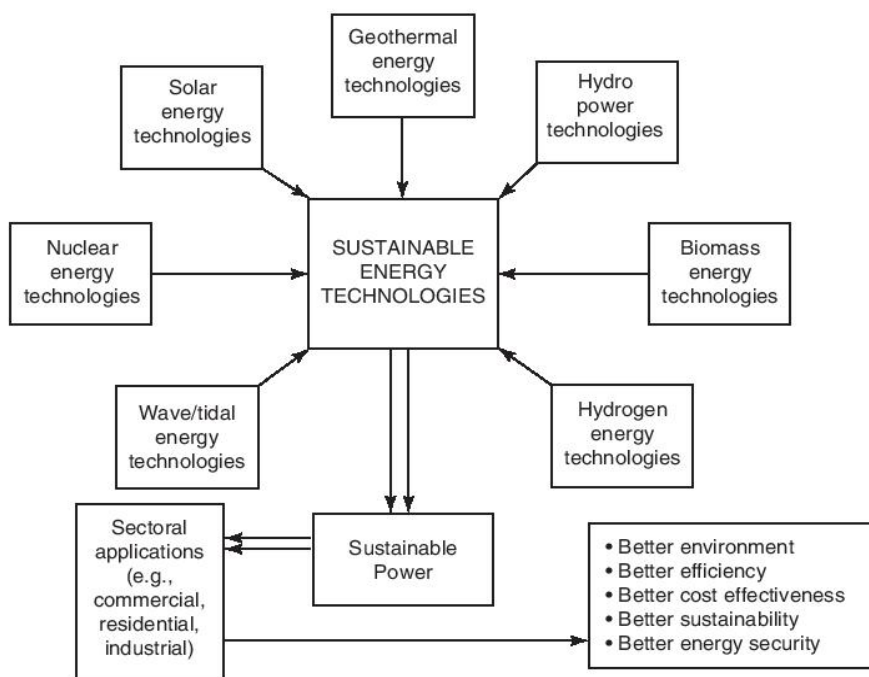 Geothermal
energy
technologies
Solar
energy
technologies
Hydro
power
technologies
Nuclear
energy
technologies
SUSTAINABLE
ENERGY
TECHNOLOGIES
Biomass
energy
technologies
Wave/tidal
energy
technologies
Hydrogen
energy
technologies
Sectoral
applications
(e.g.,
commercial,
residential,
industrial)
Sustainable
Power
• Better environment
• Better efficiency
• Better cost effectiveness
• Better sustainability
• Better energy security